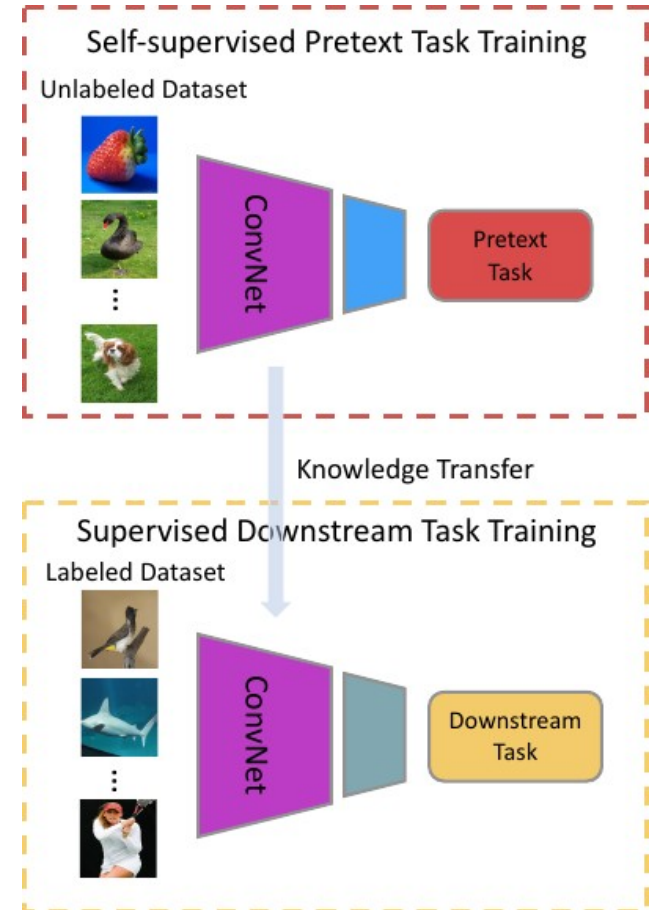 Self-supervised Pretext Task Training
Unlabeled Dataset
ConvNet
Pretext
Task
...
Knowledge Transfer
Supervised Downstream Task Training
Labeled Dataset
ConvNet
Downstream
Task
...